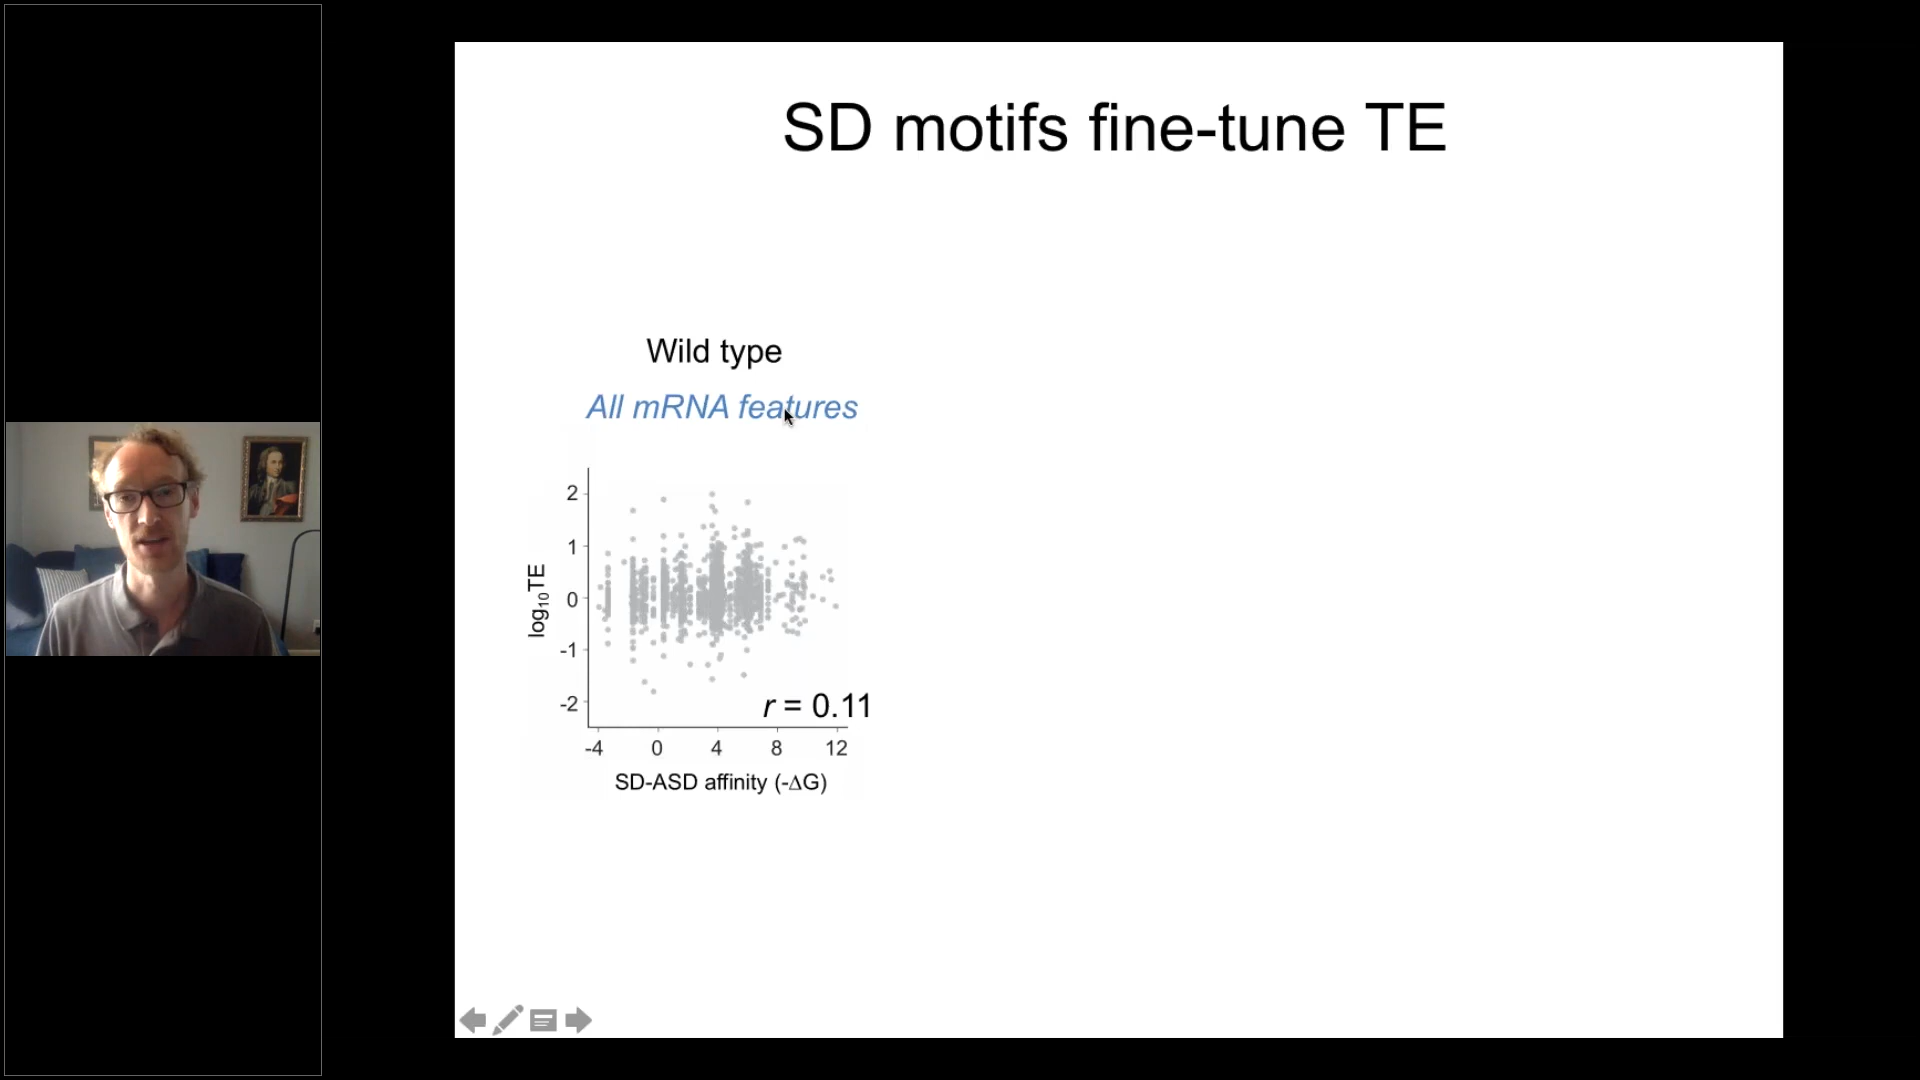 SD motifs fine-tune TE
Wild type
All mRNA features
2
1
0
-1
-2
log₁₀TE
r = 0.11
-4 0 4 8 12
SD-ASD affinity (-ΔG)